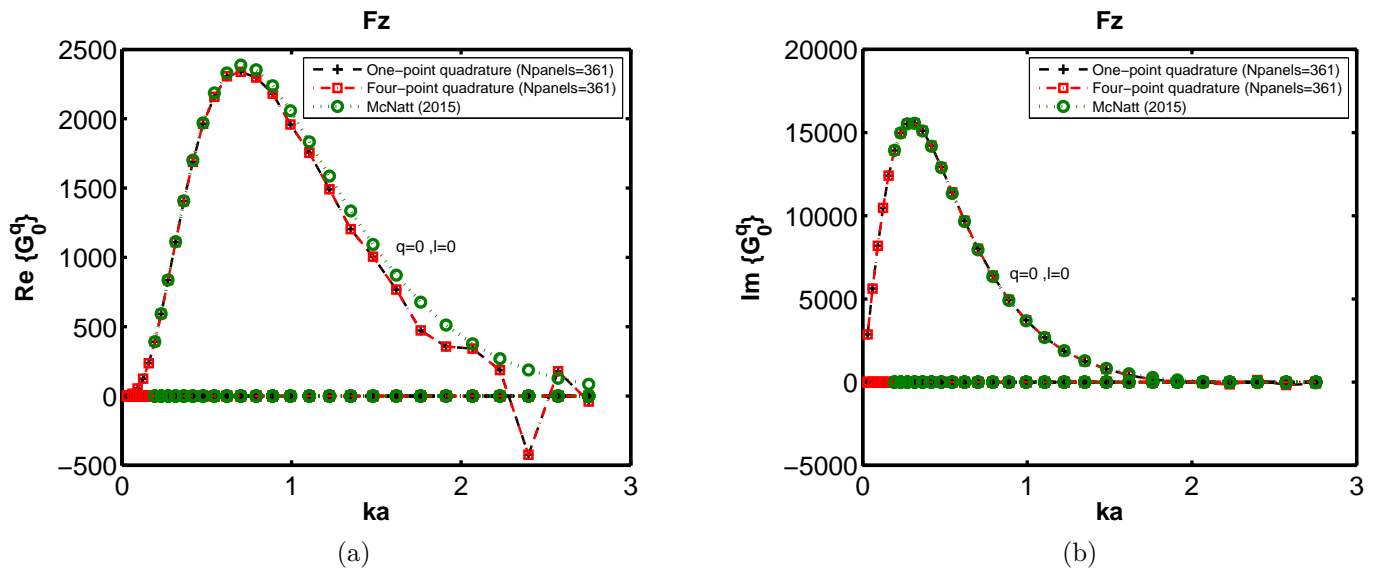 Fz
2500
2000
1500
1000
500
0
−500
0 1 2 3
Re {G_0^q}
ka
One−point quadrature (Npanels=361)
Four−point quadrature (Npanels=361)
McNatt (2015)
q=0 ,l=0
(a)
Fz
20000
15000
10000
5000
0
−5000
0 1 2 3
Im {G_0^q}
ka
One−point quadrature (Npanels=361)
Four−point quadrature (Npanels=361)
McNatt (2015)
q=0 ,l=0
(b)